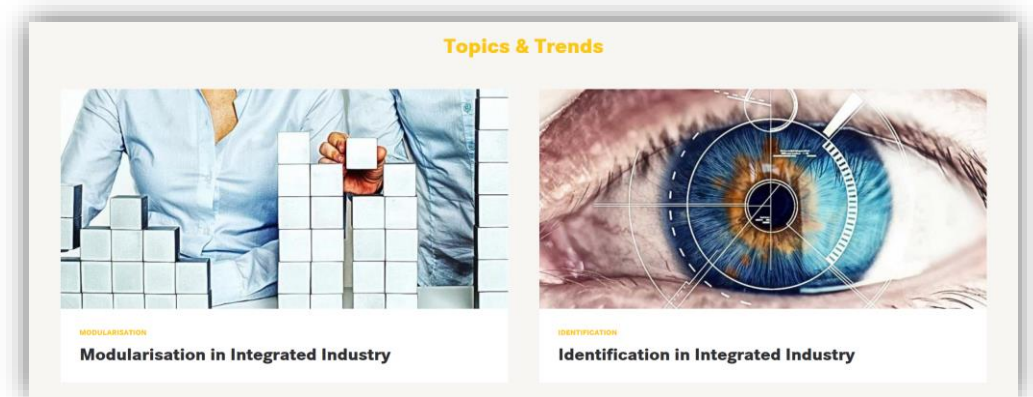 Topics & Trends
MODULARISATION
Modularisation in Integrated Industry
IDENTIFICATION
Identification in Integrated Industry